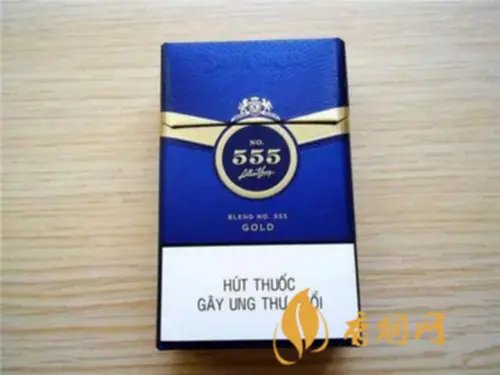 NO.
555
BLEND NO. 555
GOLD
HÚT THUỐC
GÂY UNG THƯ
香烟网